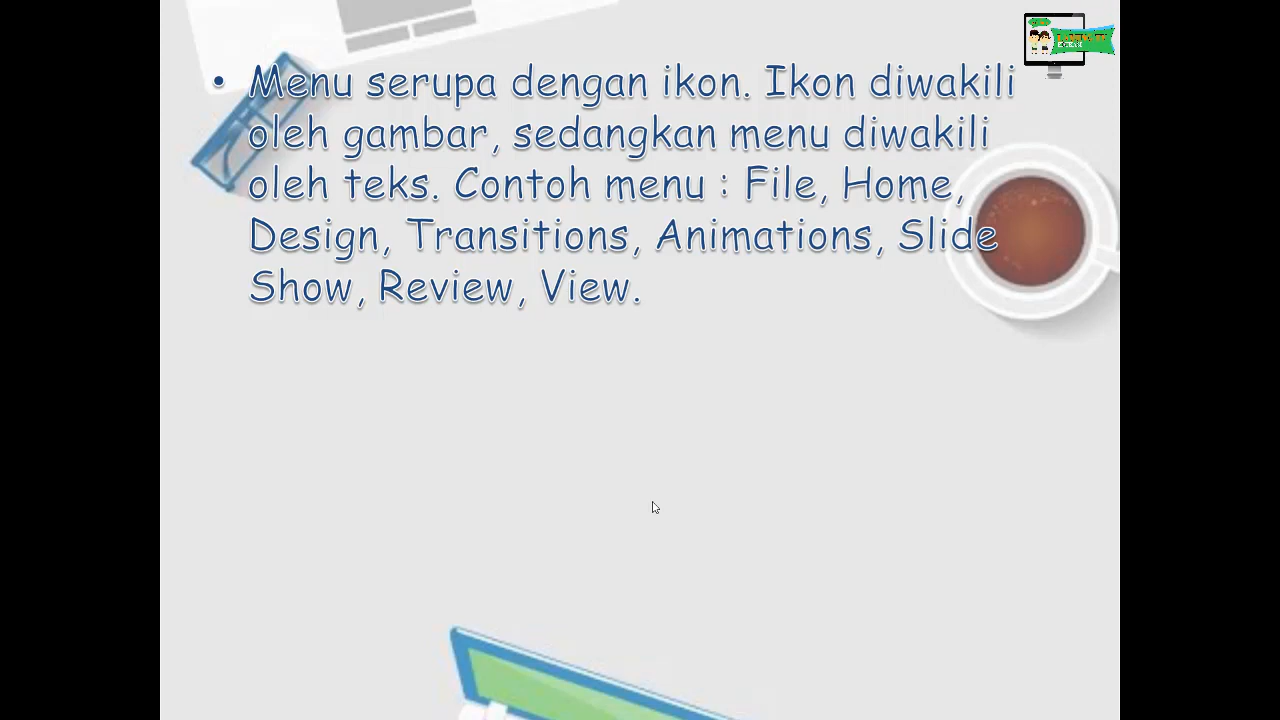 • Menu serupa dengan ikon. Ikon diwakili
oleh gambar, sedangkan menu diwakili
oleh teks. Contoh menu : File, Home,
Design, Transitions, Animations, Slide
Show, Review, View.